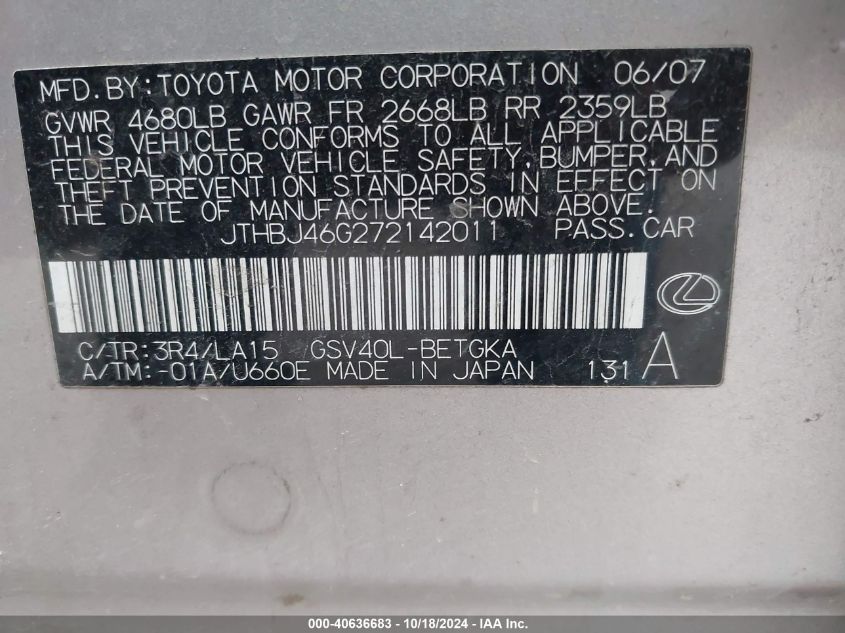 MFD. BY: TOYOTA MOTOR CORPORATION 06/07
GVWR 4680LB GAWR FR 2668LB RR 2359LB
THIS VEHICLE CONFORMS TO ALL APPLICABLE
FEDERAL MOTOR VEHICLE SAFETY, BUMPER, AND
THEFT PREVENTION STANDARDS IN EFFECT ON
THE DATE OF MANUFACTURE SHOWN ABOVE.
JTHBJ46G272142011 PASS. CAR
C/TR: 3R4/LA15 GSV40L-BETGKA
A/TM: -01A/U660E MADE IN JAPAN 131 A
000-40636683 - 10/18/2024 - IAA Inc.